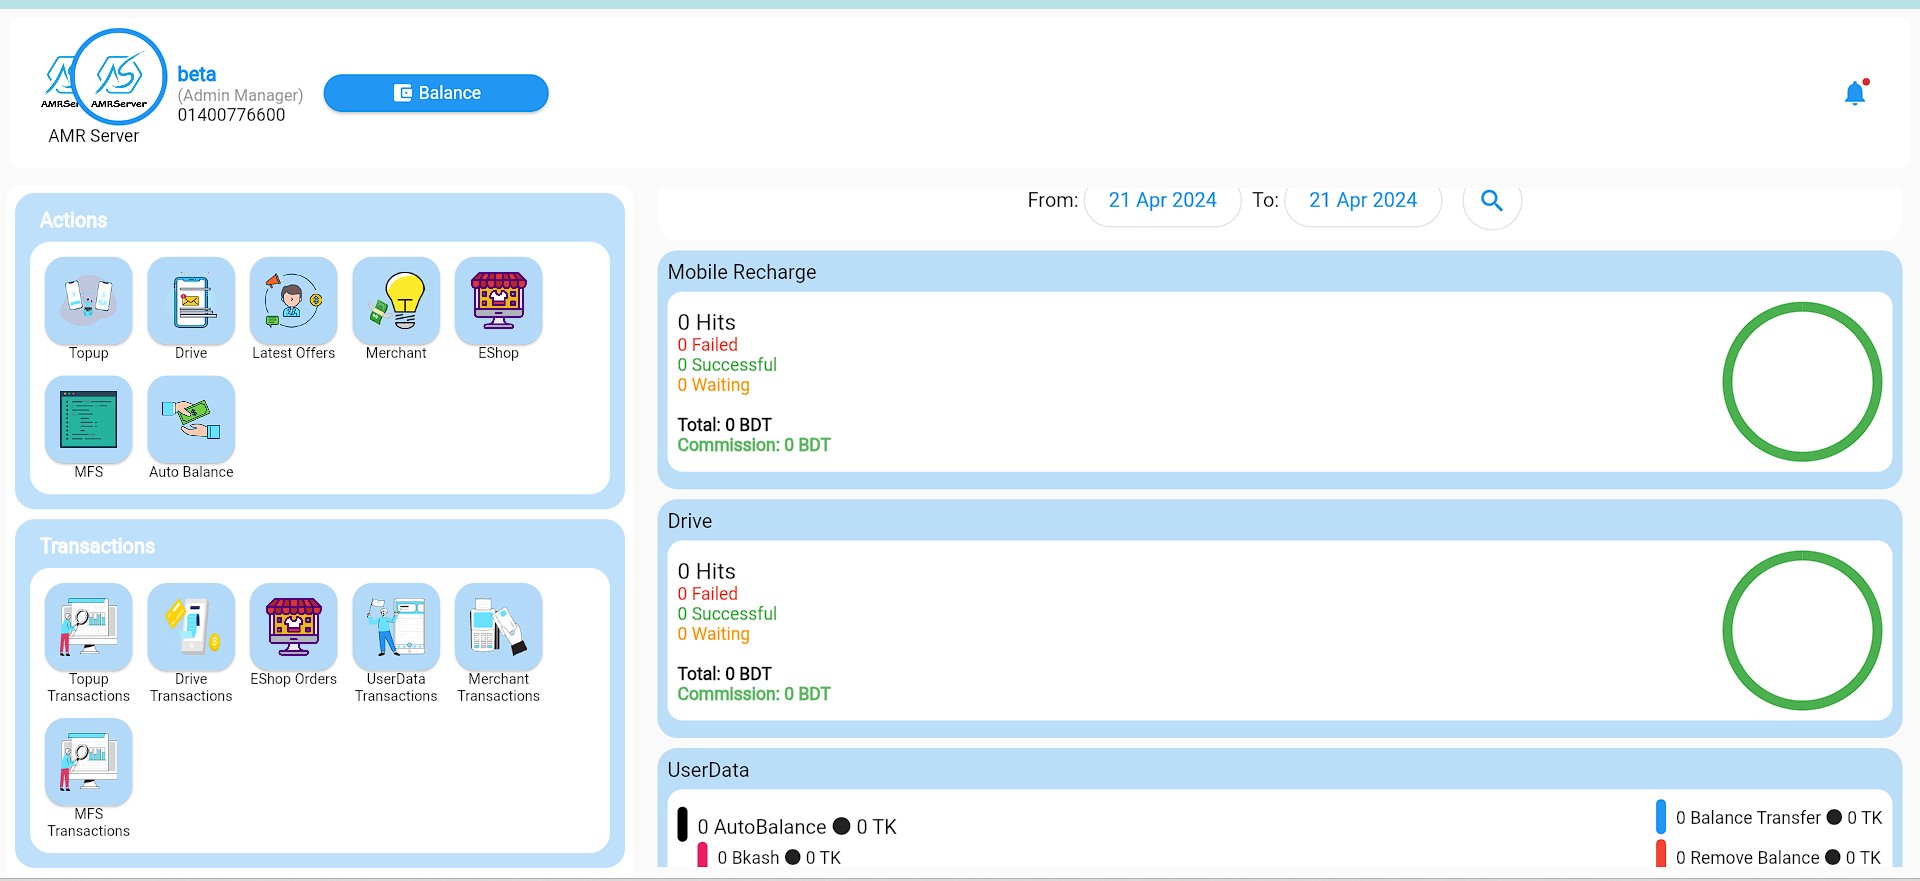 AMRSer
AMRServer
AMR Server
beta
(Admin Manager)
01400776600
Balance
Actions
Topup
Drive
Latest Offers
Merchant
EShop
MFS
Auto Balance
Transactions
Topup
Transactions
Drive
Transactions
EShop Orders
UserData
Transactions
Merchant
Transactions
MFS
Transactions
From: 21 Apr 2024 To: 21 Apr 2024
Mobile Recharge
0 Hits
0 Failed
0 Successful
0 Waiting
Total: 0 BDT
Commission: 0 BDT
Drive
0 Hits
0 Failed
0 Successful
0 Waiting
Total: 0 BDT
Commission: 0 BDT
UserData
0 AutoBalance ● 0 TK
0 Bkash ● 0 TK
0 Balance Transfer ● 0 TK
0 Remove Balance ● 0 TK